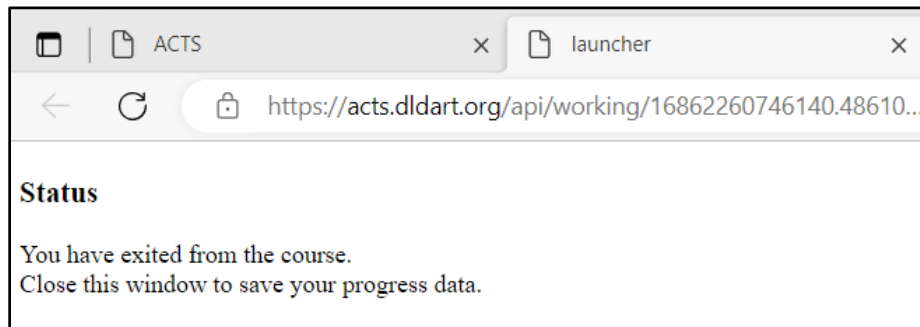 ACTS
launcher
https://acts.dldart.org/api/working/16862260746140.48610...
Status
You have exited from the course.
Close this window to save your progress data.